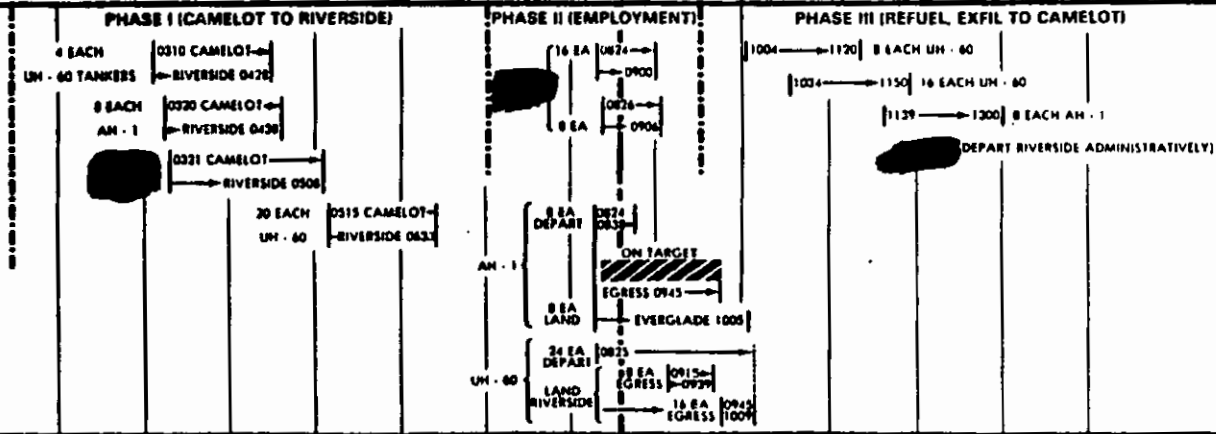 PHASE I (CAMELOT TO RIVERSIDE)
4 EACH
UH - 60 TANKERS
0310 CAMELOT
RIVERSIDE 0428
8 EACH
AH - 1
0320 CAMELOT
RIVERSIDE 0438
0321 CAMELOT
RIVERSIDE 0508
20 EACH
UH - 60
0515 CAMELOT
RIVERSIDE 0633
PHASE II (EMPLOYMENT)
16 EA
0824
0900
8 EA
0826
0906
AH - 1
8 EA
DEPART
0824
0838
ON TARGET
EGRESS 0945
8 EA
LAND
EVERGLADE 1005
UH - 60
24 EA
DEPART
0825
LAND
RIVERSIDE
8 EA
EGRESS
0915
0939
16 EA
EGRESS
0945
1009
PHASE III (REFUEL, EXFIL TO CAMELOT)
1004 1120 8 EACH UH - 60
1034 1150 16 EACH UH - 60
1139 1300 8 EACH AH - 1
DEPART RIVERSIDE ADMINISTRATIVELY)